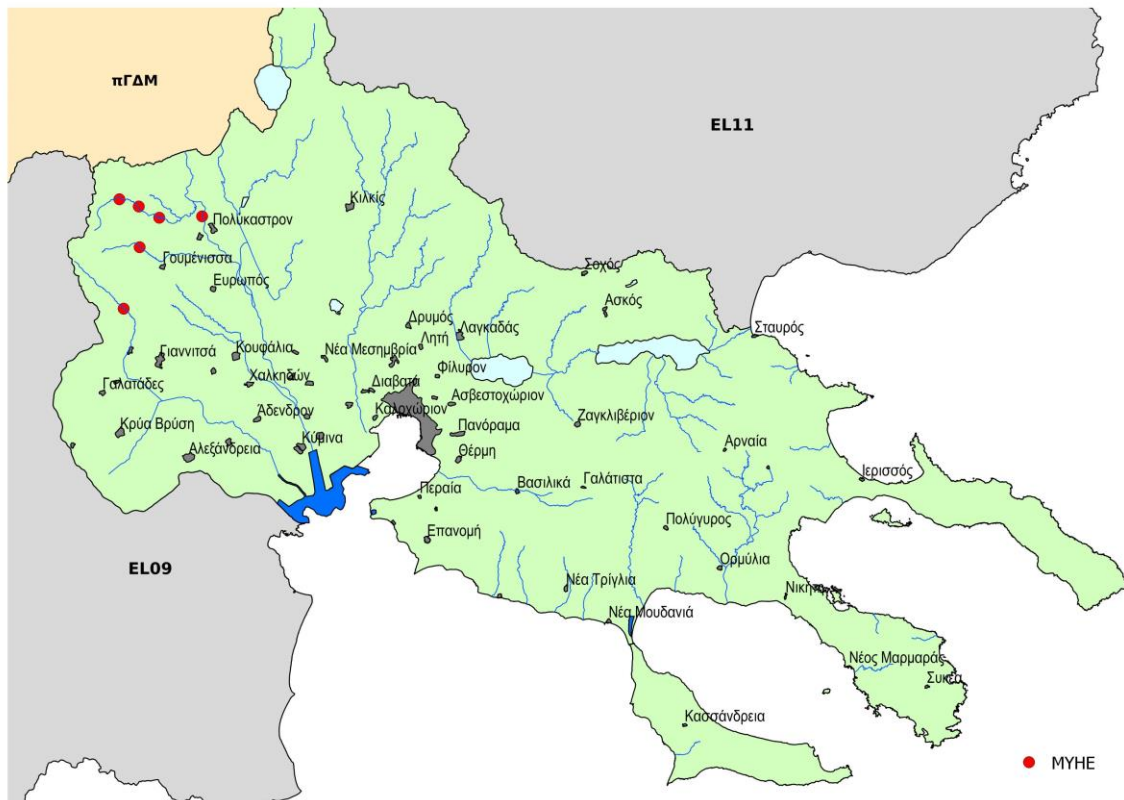 πΓΔΜ
EL11
Κιλκίς
Πολύκαστρον
Γουμένισσα
Σοχός
Ευρωπός
Ασκός
Δρυμός
Λαγκαδάς
Σταυρός
Λητή
Κουφάλια
Νέα Μεσημβρία
Γιαννιτσά
Φίλυρον
Χαλκηδών
Διαβατά
Γαλατάδες
Ασβεστοχώριον
Άδενδρον
Καλοχώριον
Ζαγκλιβέριον
Κρύα Βρύση
Πανόραμα
Αλεξάνδρεια
Κύμινα
Αρναία
Θέρμη
Ιερισσός
Βασιλικά
Γαλάτιστα
Περαία
Πολύγυρος
Επανομή
EL09
Ορμύλια
Νέα Τρίγλια
Νικήτη
Νέα Μουδανιά
Νέος Μαρμαράς
Συκέα
Κασσάνδρεια
ΜΥΗΕ